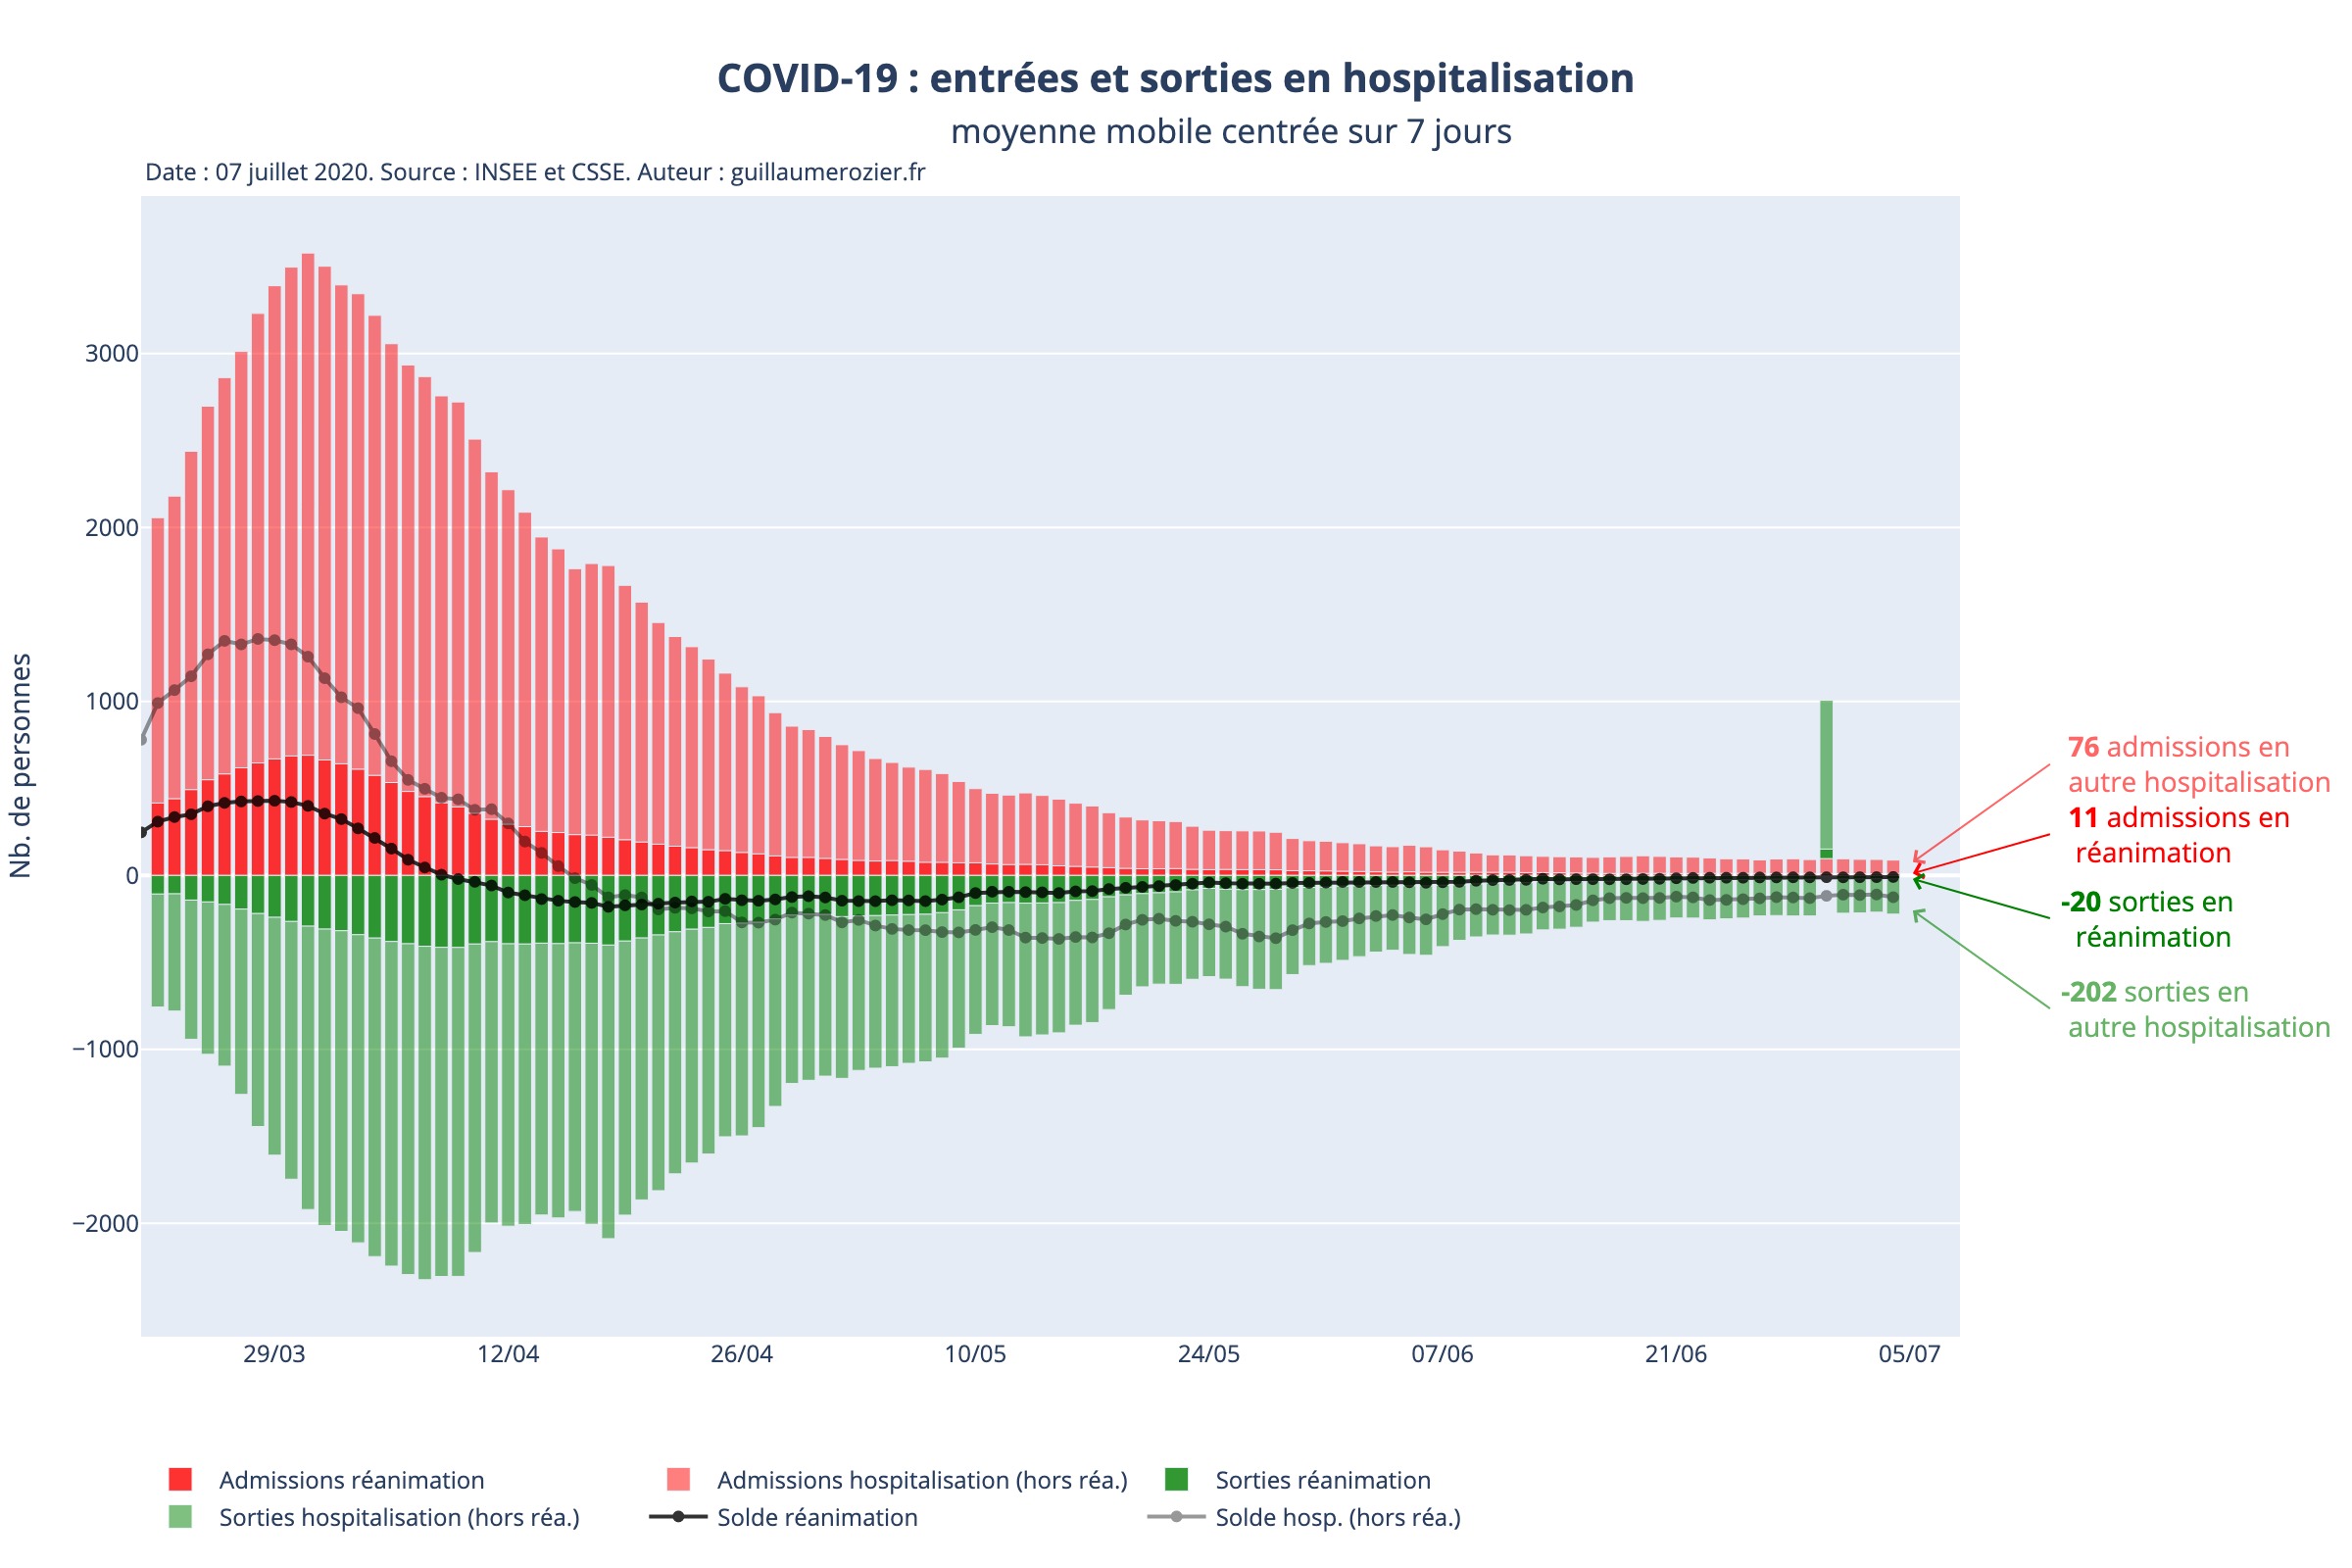 COVID-19 : entrées et sorties en hospitalisation
moyenne mobile centrée sur 7 jours
Date : 07 juillet 2020. Source : INSEE et CSSE. Auteur : guillaumerozier.fr
Nb. de personnes
3000
2000
1000
0
−1000
−2000
29/03
12/04
26/04
10/05
24/05
07/06
21/06
05/07
76 admissions en
autre hospitalisation
11 admissions en
réanimation
-20 sorties en
réanimation
-202 sorties en
autre hospitalisation
Admissions réanimation
Admissions hospitalisation (hors réa.)
Sorties réanimation
Sorties hospitalisation (hors réa.)
Solde réanimation
Solde hosp. (hors réa.)